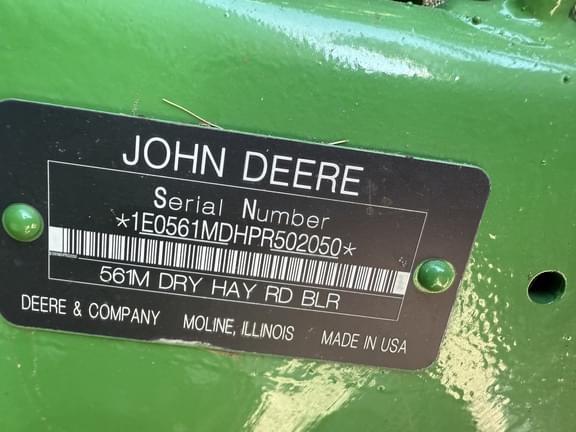 JOHN DEERE
Serial Number
*1E0561MDHPR502050*
561M DRY HAY RD BLR
DEERE & COMPANY MOLINE, ILLINOIS MADE IN USA